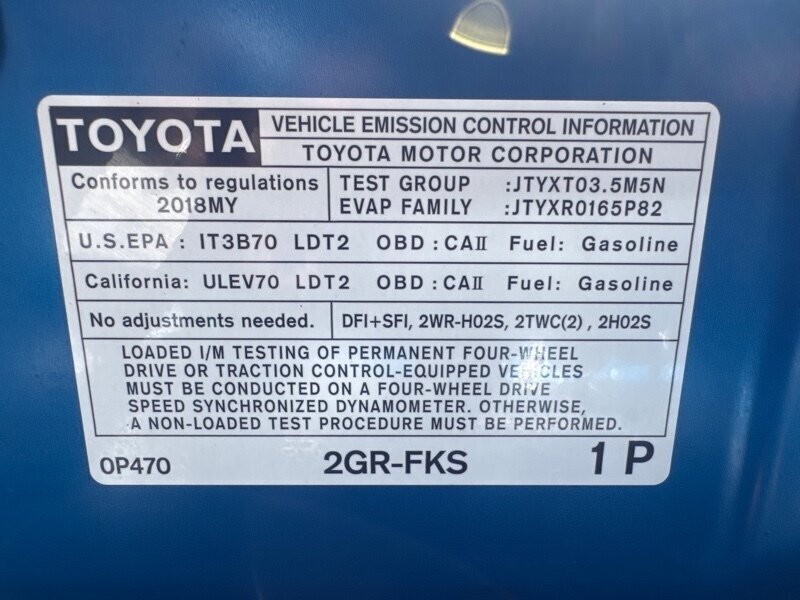 TOYOTA VEHICLE EMISSION CONTROL INFORMATION
TOYOTA MOTOR CORPORATION
Conforms to regulations
2018MY
TEST GROUP :JTYXT03.5M5N
EVAP FAMILY :JTYXR0165P82
U.S.EPA : IT3B70 LDT2 OBD : CAⅡ Fuel: Gasoline
California: ULEV70 LDT2 OBD : CAⅡ Fuel: Gasoline
No adjustments needed. DFI+SFI, 2WR-H02S, 2TWC(2) , 2H02S
LOADED I/M TESTING OF PERMANENT FOUR-WHEEL
DRIVE OR TRACTION CONTROL-EQUIPPED VEHICLES
MUST BE CONDUCTED ON A FOUR-WHEEL DRIVE
SPEED SYNCHRONIZED DYNAMOMETER. OTHERWISE,
A NON-LOADED TEST PROCEDURE MUST BE PERFORMED.
0P470 2GR-FKS 1 P